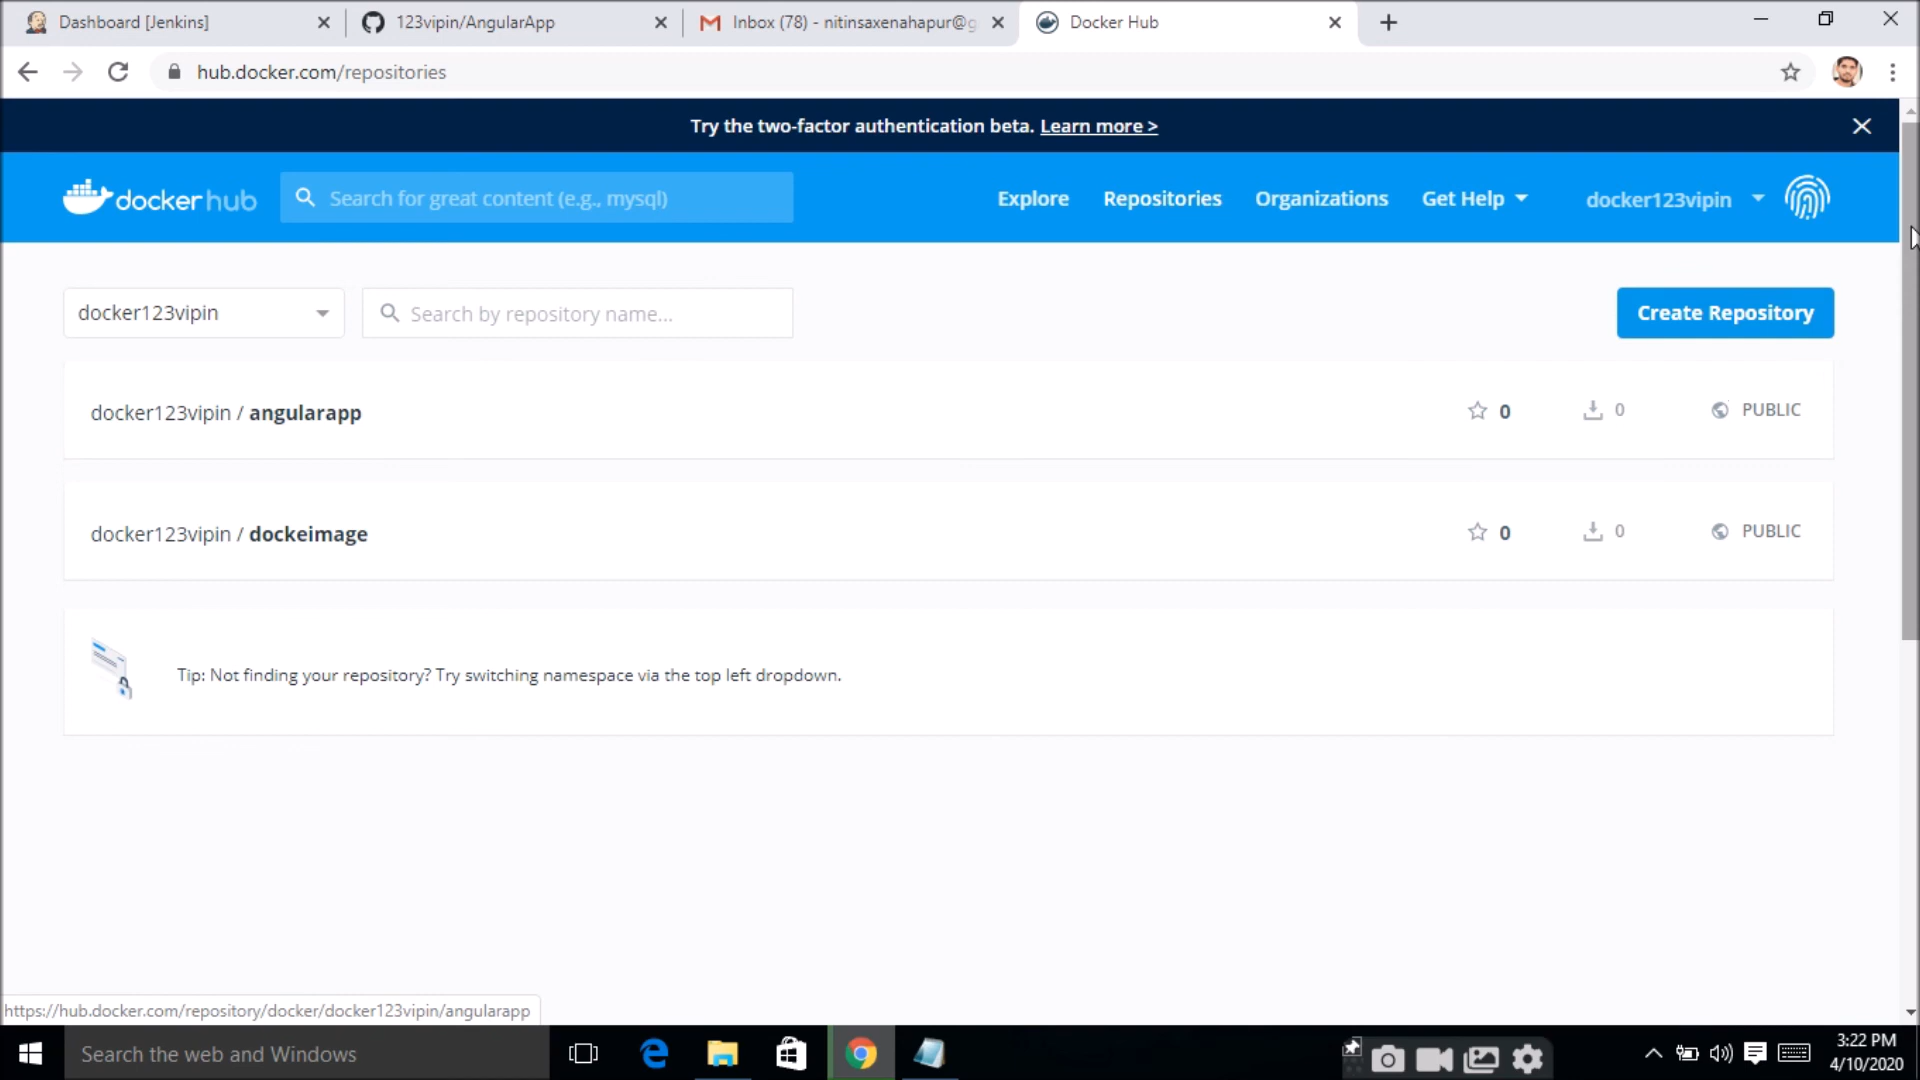 Dashboard [Jenkins]
123vipin/AngularApp
Inbox (78) - nitinsaxenahapur@g
Docker Hub
hub.docker.com/repositories
Try the two-factor authentication beta. Learn more >
docker hub
Search for great content (e.g., mysql)
Explore
Repositories
Organizations
Get Help
docker123vipin
docker123vipin
Search by repository name...
Create Repository
docker123vipin / angularapp
0
0
PUBLIC
docker123vipin / dockeimage
0
0
PUBLIC
Tip: Not finding your repository? Try switching namespace via the top left dropdown.
https://hub.docker.com/repository/docker/docker123vipin/angularapp
Search the web and Windows
3:22 PM
4/10/2020